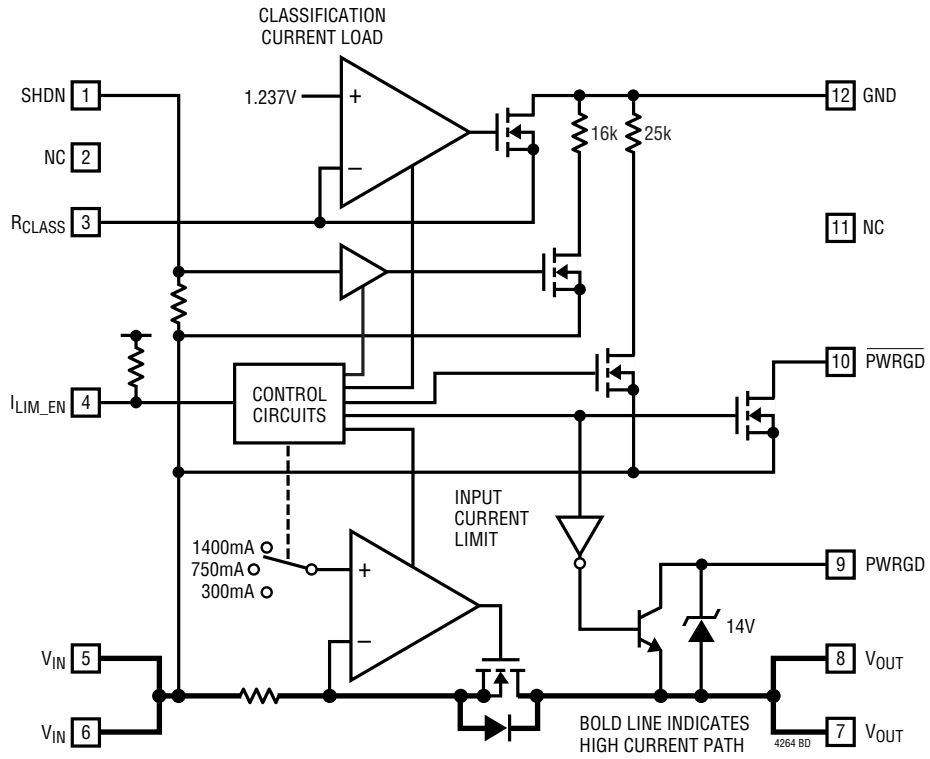 CLASSIFICATION
CURRENT LOAD
SHDN 1
1.237V
+
−
12 GND
16k
25k
NC 2
RCLASS 3
11 NC
10 PWRGD
ILIM_EN 4
CONTROL
CIRCUITS
INPUT
CURRENT
LIMIT
1400mA
750mA
300mA
+
−
9 PWRGD
14V
VIN 5
8 VOUT
VIN 6
7 VOUT
BOLD LINE INDICATES
HIGH CURRENT PATH
4264 BD